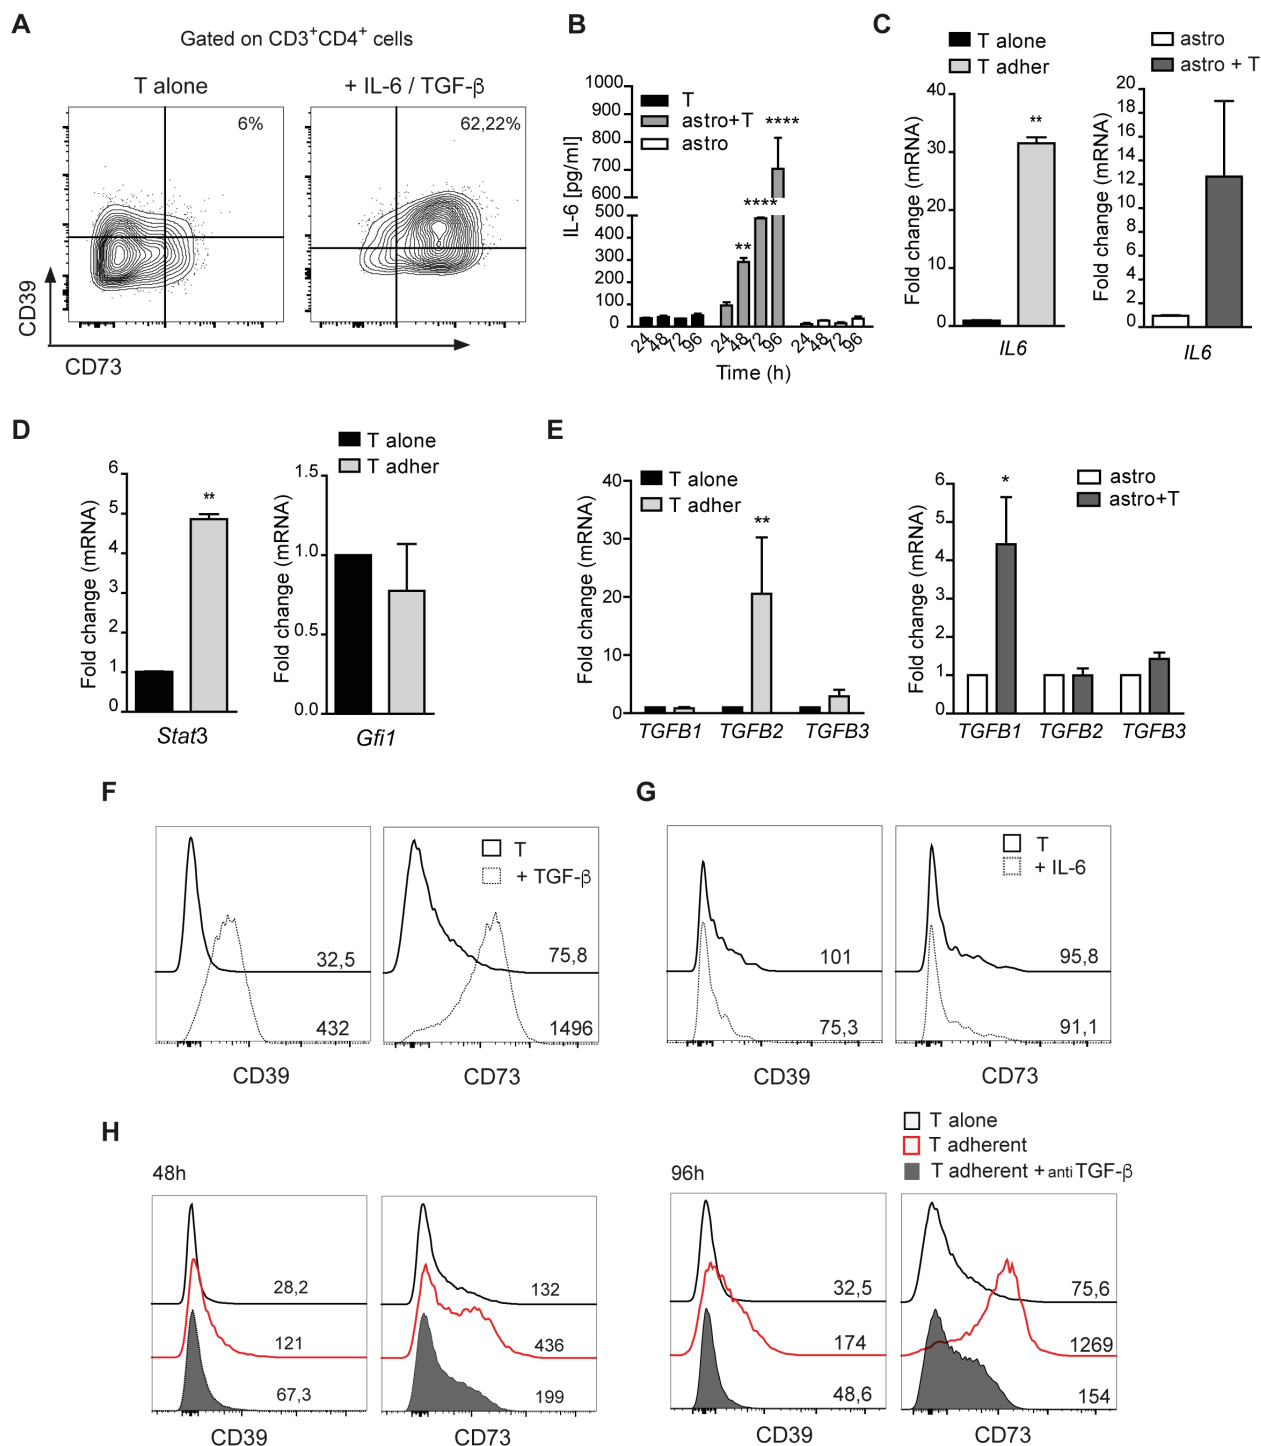 A
Gated on CD3+CD4+ cells
T alone
+ IL-6 / TGF-β
6%
62,22%
CD39
CD73
B
1000
900
800
700
600
500
400
300
200
100
0
IL-6 [pg/ml]
T
astro+T
astro
**
****
****
24 48 72 96 24 48 72 96 24 48 72 96
Time (h)
C
T alone
T adher
40
30
20
10
0
Fold change (mRNA)
**
IL6
astro
astro + T
20
18
16
14
12
10
8
6
4
2
0
Fold change (mRNA)
IL6
D
6
5
4
3
2
1
0
Fold change (mRNA)
**
Stat3
T alone
T adher
1.5
1.0
0.5
0.0
Fold change (mRNA)
Gfi1
E
T alone
T adher
40
30
20
10
0
Fold change (mRNA)
**
TGFB1 TGFB2 TGFB3
astro
astro+T
6
5
4
3
2
1
0
Fold change (mRNA)
*
TGFB1 TGFB2 TGFB3
F
32,5
432
CD39
T
+ TGF-β
75,8
1496
CD73
G
101
75,3
CD39
T
+ IL-6
95,8
91,1
CD73
H
T alone
T adherent
T adherent + anti TGF-β
48h
28,2
121
67,3
CD39
132
436
199
CD73
96h
32,5
174
48,6
CD39
75,6
1269
154
CD73